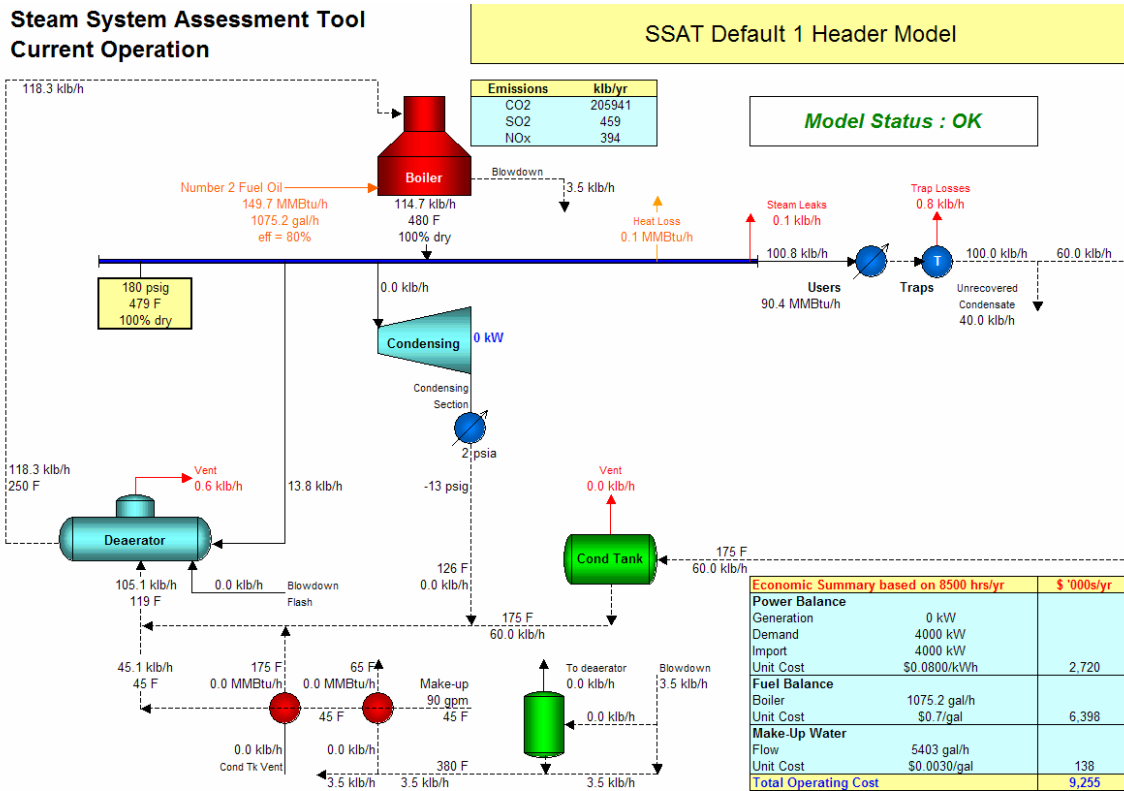 Steam System Assessment Tool
Current Operation
SSAT Default 1 Header Model
118.3 klb/h
Emissions klb/yr
CO2 205941
SO2 459
NOx 394
Model Status : OK
Boiler
Blowdown
3.5 klb/h
Number 2 Fuel Oil
149.7 MMBtu/h
1075.2 gal/h
eff = 80%
114.7 klb/h
480 F
100% dry
Heat Loss
0.1 MMBtu/h
Steam Leaks
0.1 klb/h
Trap Losses
0.8 klb/h
100.8 klb/h
T
100.0 klb/h
60.0 klb/h
Users
90.4 MMBtu/h
Traps
Unrecovered
Condensate
40.0 klb/h
180 psig
479 F
100% dry
0.0 klb/h
Condensing
0 kW
Condensing
Section
2 psia
118.3 klb/h
250 F
Vent
0.6 klb/h
13.8 klb/h
-13 psig
Vent
0.0 klb/h
Deaerator
Cond Tank
175 F
60.0 klb/h
105.1 klb/h
119 F
0.0 klb/h
Blowdown
Flash
126 F
0.0 klb/h
175 F
60.0 klb/h
45.1 klb/h
45 F
175 F
0.0 MMBtu/h
65 F
0.0 MMBtu/h
45 F
Make-up
90 gpm
45 F
To deaerator
0.0 klb/h
Blowdown
3.5 klb/h
0.0 klb/h
0.0 klb/h
Cond Tk Vent
0.0 klb/h
380 F
3.5 klb/h
3.5 klb/h
3.5 klb/h
Economic Summary based on 8500 hrs/yr $ '000s/yr
Power Balance
Generation 0 kW
Demand 4000 kW
Import 4000 kW
Unit Cost $0.0800/kWh 2,720
Fuel Balance
Boiler 1075.2 gal/h
Unit Cost $0.7/gal 6,398
Make-Up Water
Flow 5403 gal/h
Unit Cost $0.0030/gal 138
Total Operating Cost 9,255